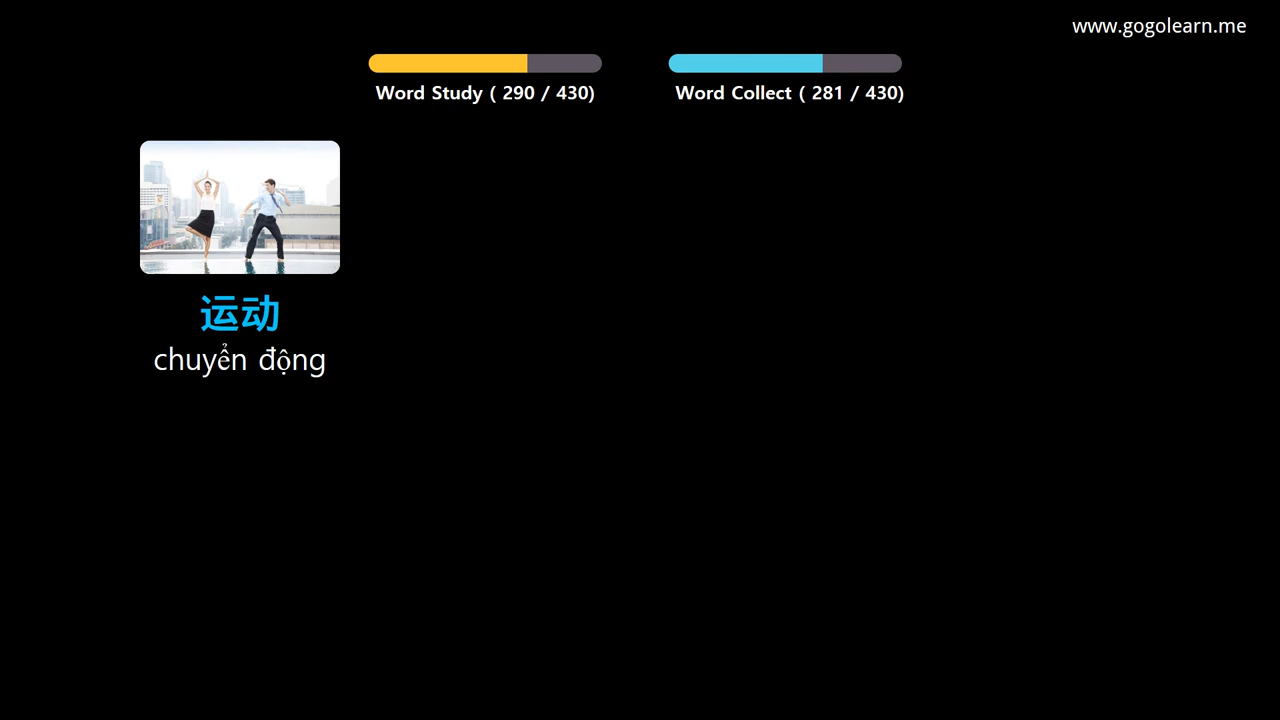 www.gogolearn.me
Word Study ( 290 / 430)
Word Collect ( 281 / 430)
运动
chuyển động